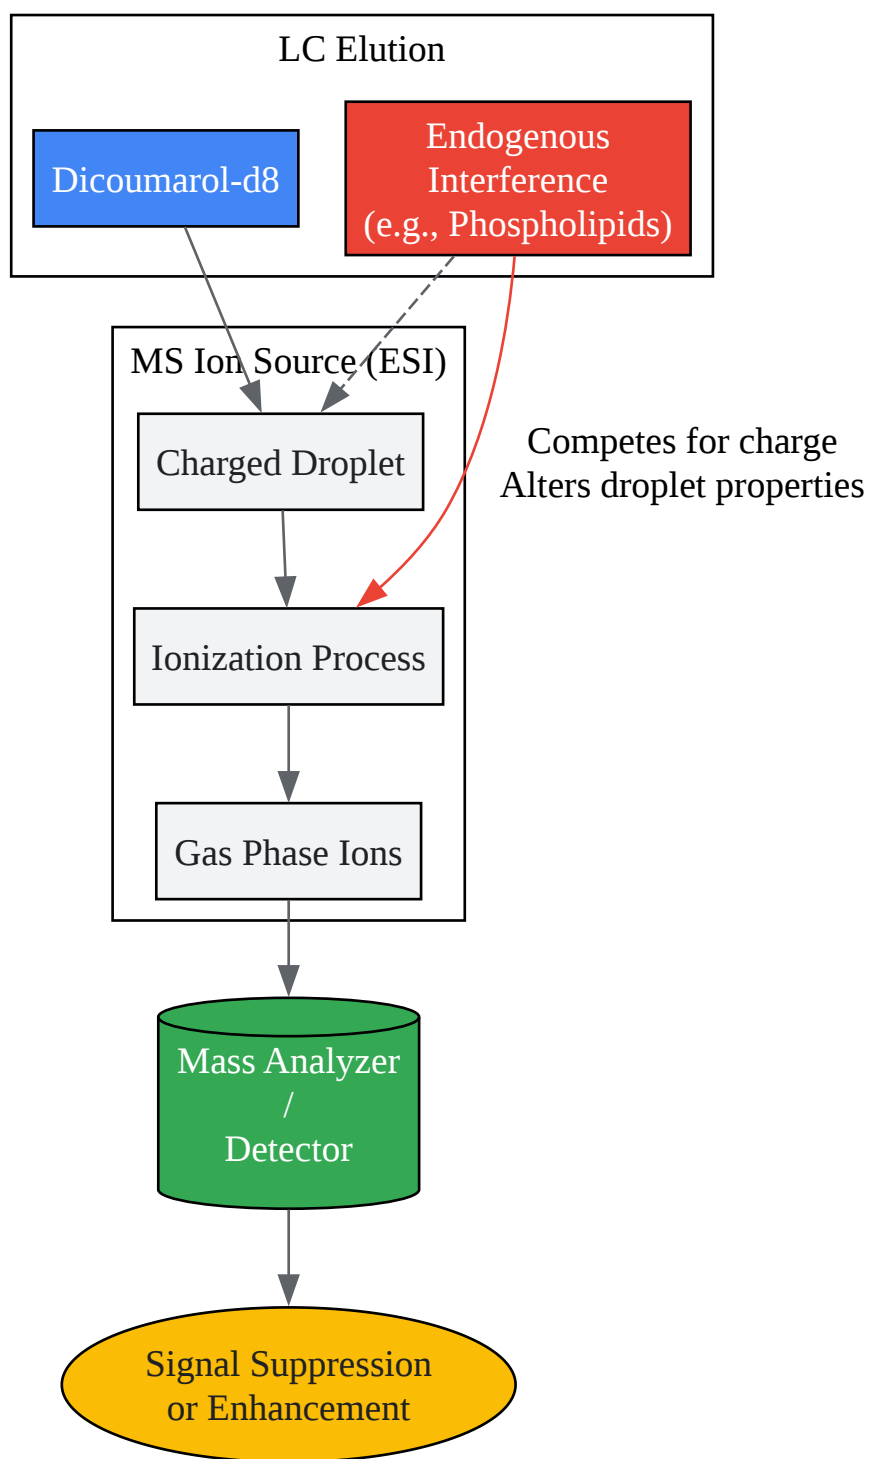 LC Elution
Dicoumarol-d8
Endogenous
Interference
(e.g., Phospholipids)
MS Ion Source (ESI)
Charged Droplet
Competes for charge
Alters droplet properties
Ionization Process
Gas Phase Ions
Mass Analyzer
/
Detector
Signal Suppression
or Enhancement